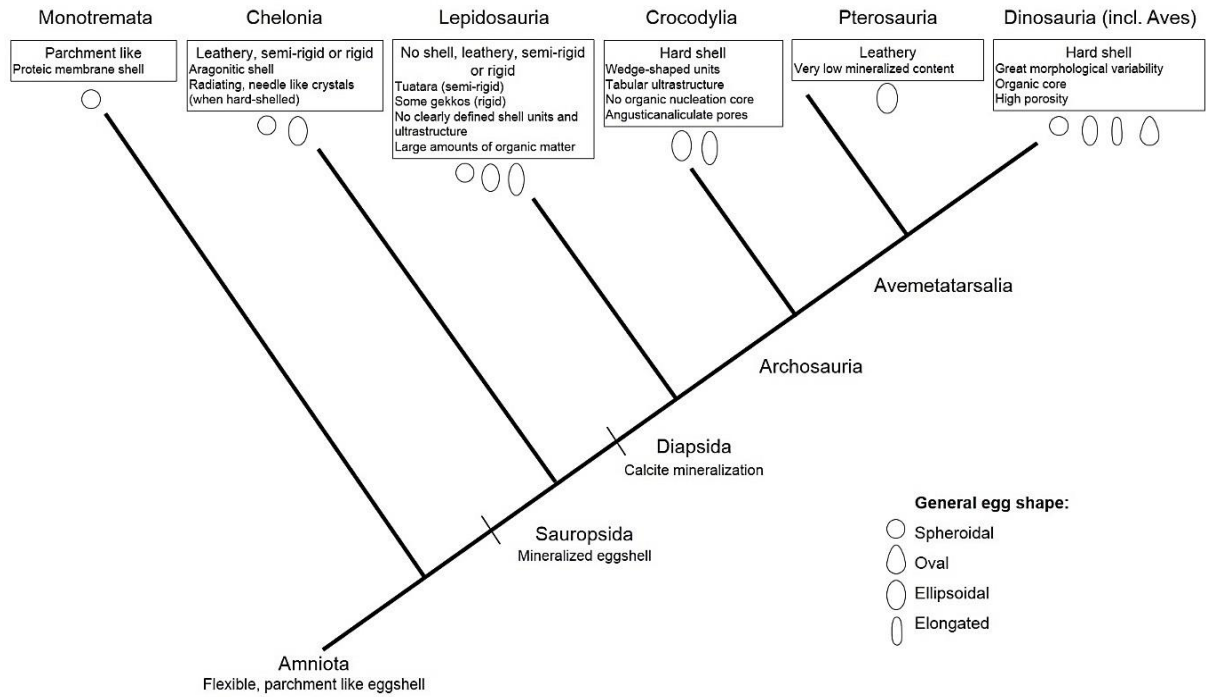 Monotremata
Parchment like
Proteic membrane shell
Chelonia
Leathery, semi-rigid or rigid
Aragonitic shell
Radiating, needle like crystals
(when hard-shelled)
Lepidosauria
No shell, leathery, semi-rigid
or rigid
Tuatara (semi-rigid)
Some gekkos (rigid)
No clearly defined shell units and
ultrastructure
Large amounts of organic matter
Crocodylia
Hard shell
Wedge-shaped units
Tabular ultrastructure
No organic nucleation core
Angusticanaliculate pores
Pterosauria
Leathery
Very low mineralized content
Dinosauria (incl. Aves)
Hard shell
Great morphological variability
Organic core
High porosity
Avemetatarsalia
Archosauria
Diapsida
Calcite mineralization
Sauropsida
Mineralized eggshell
Amniota
Flexible, parchment like eggshell
General egg shape:
Spheroidal
Oval
Ellipsoidal
Elongated